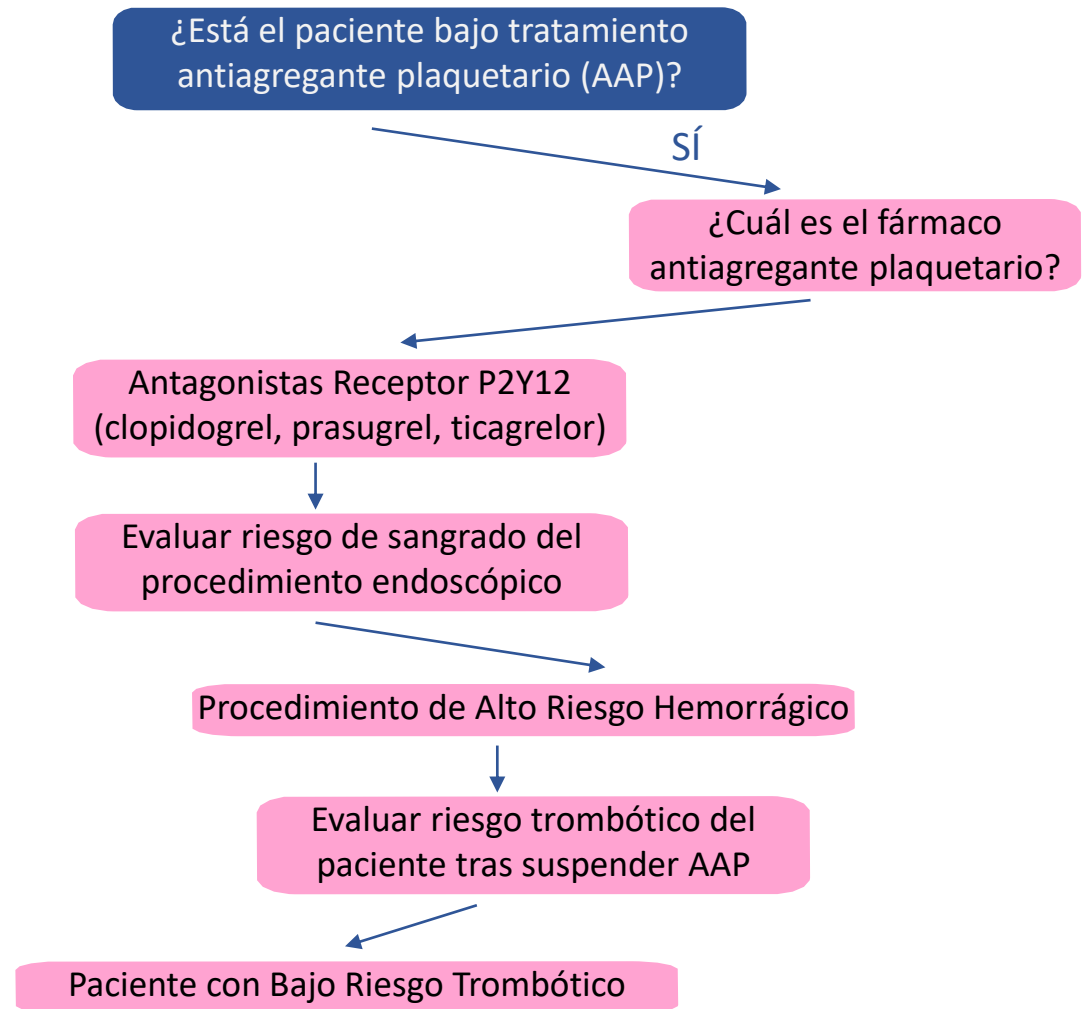 ¿Está el paciente bajo tratamiento
antiagregante plaquetario (AAP)?
SÍ
¿Cuál es el fármaco
antiagregante plaquetario?
Antagonistas Receptor P2Y12
(clopidogrel, prasugrel, ticagrelor)
Evaluar riesgo de sangrado del
procedimiento endoscópico
Procedimiento de Alto Riesgo Hemorrágico
Evaluar riesgo trombótico del
paciente tras suspender AAP
Paciente con Bajo Riesgo Trombótico